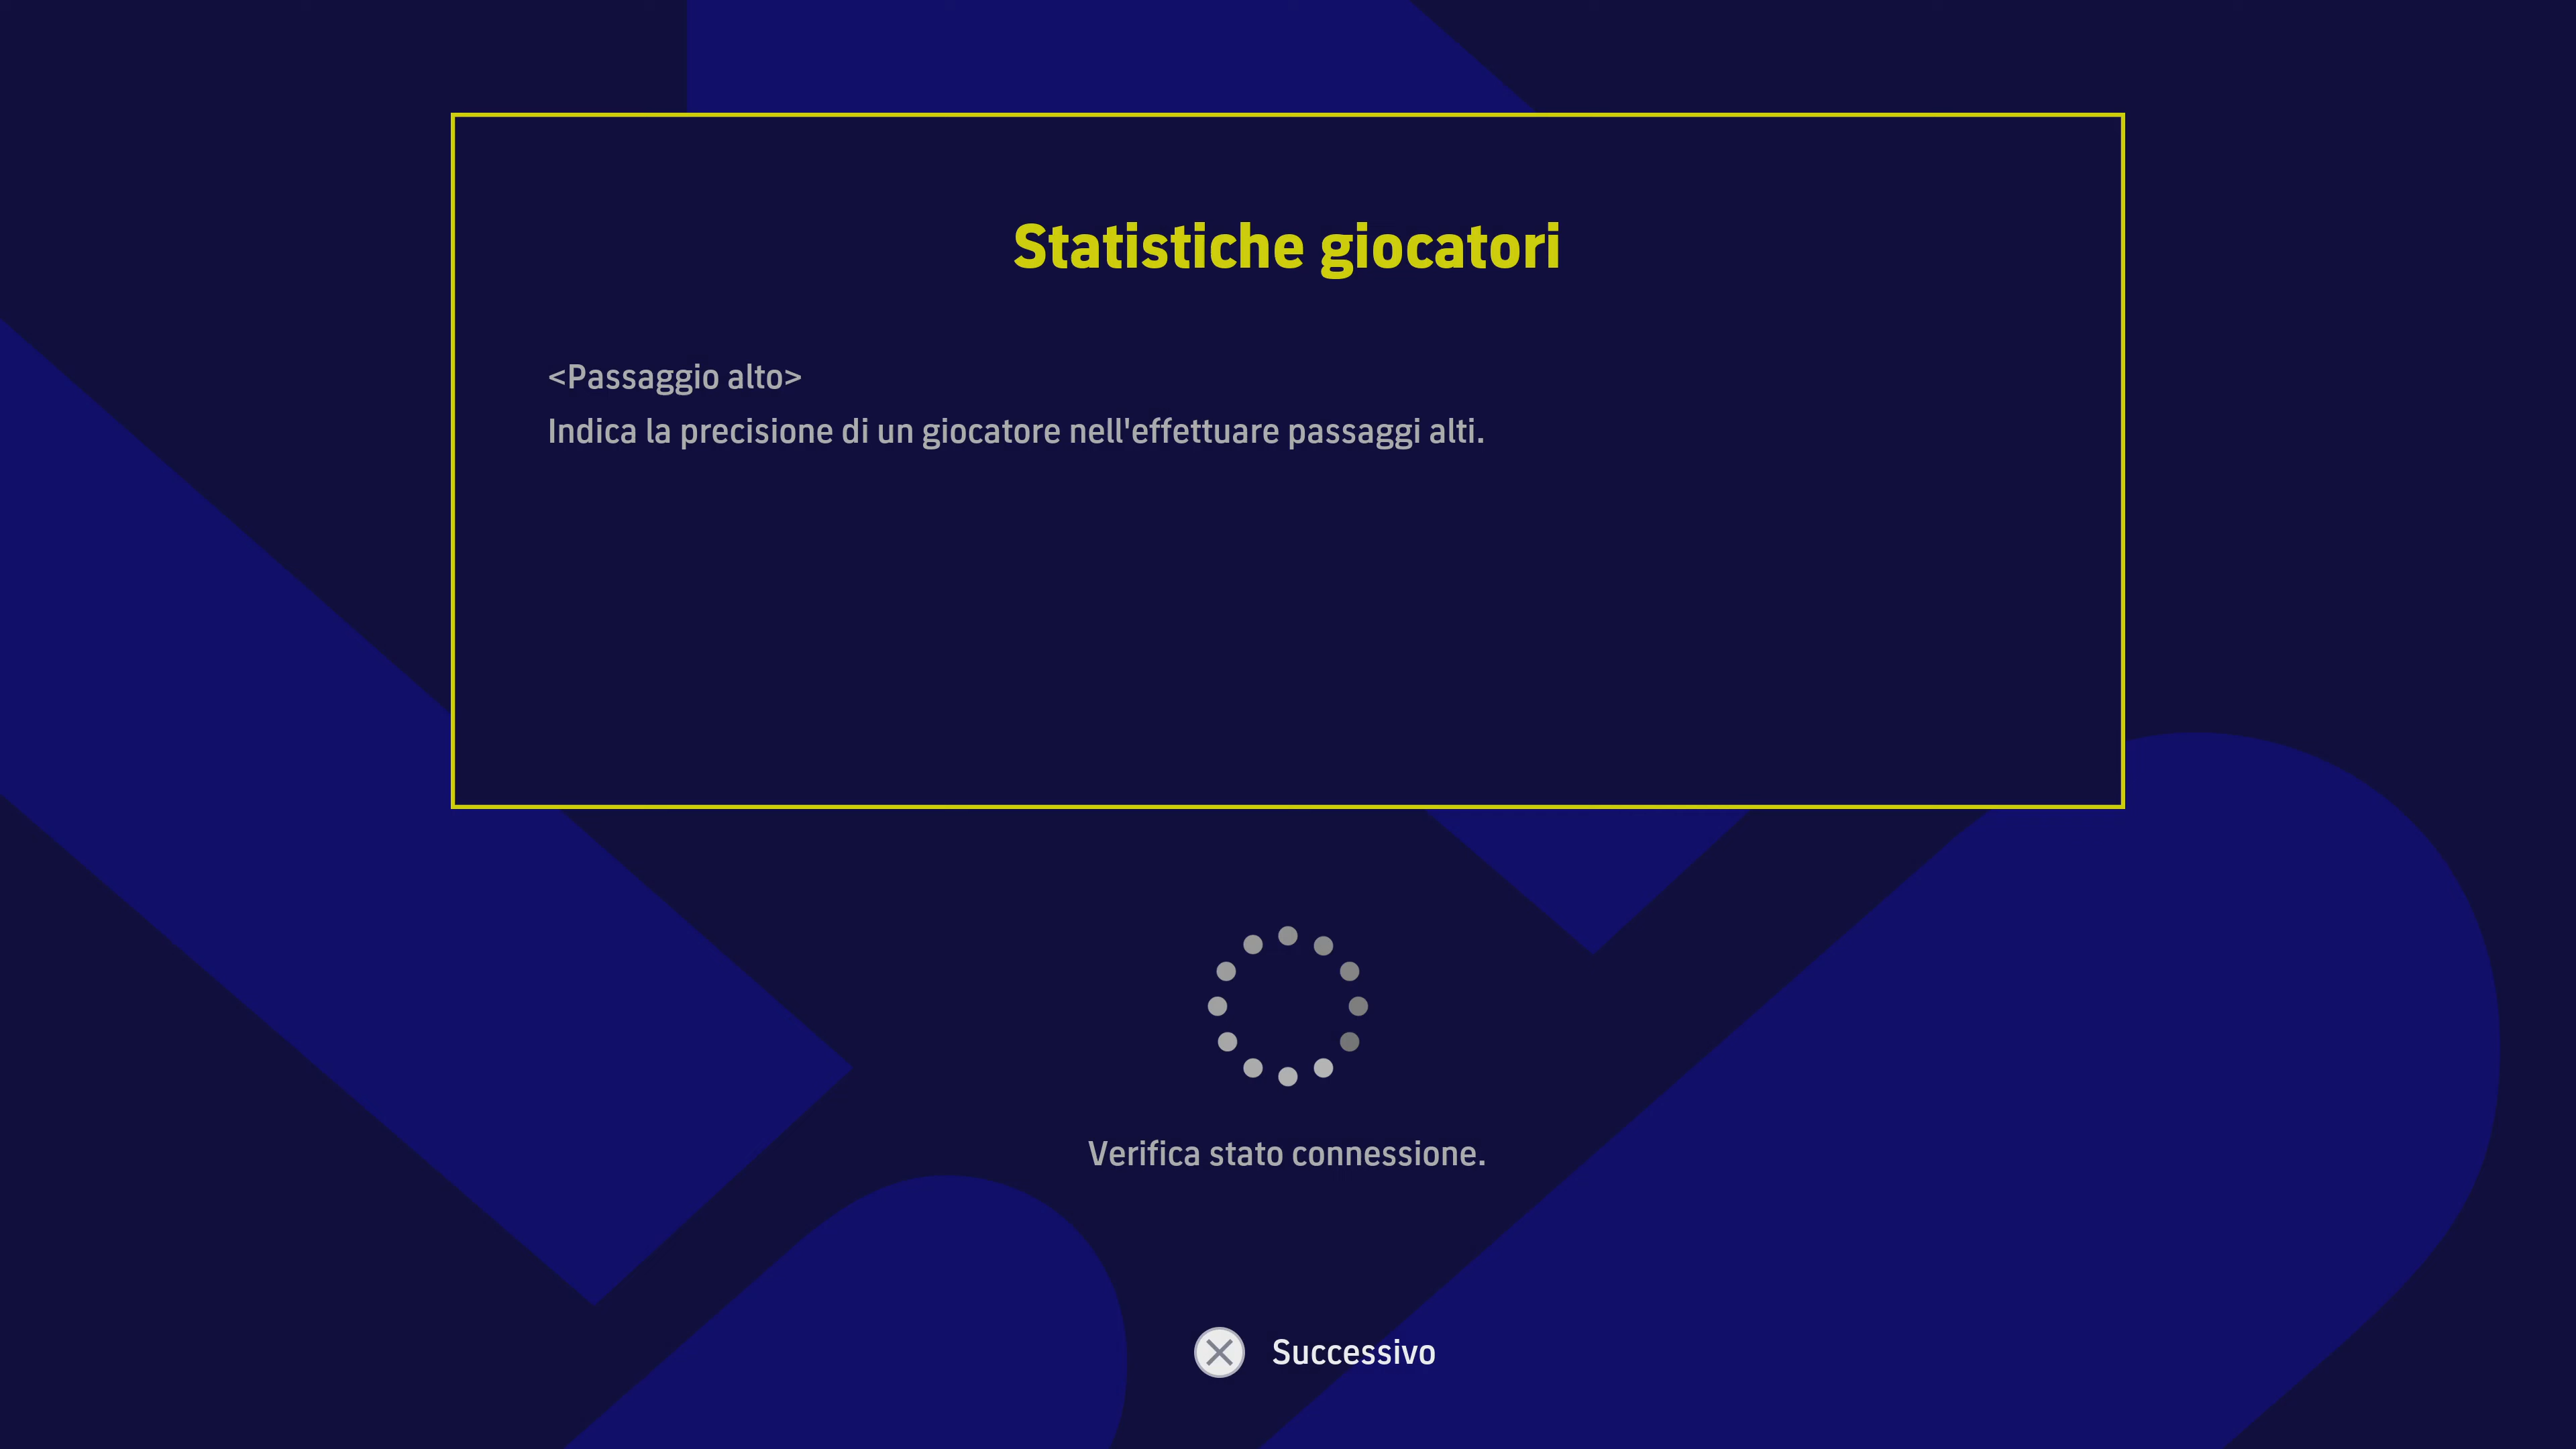 Statistiche giocatori
<Passaggio alto>
Indica la precisione di un giocatore nell'effettuare passaggi alti.
Verifica stato connessione.
Successivo